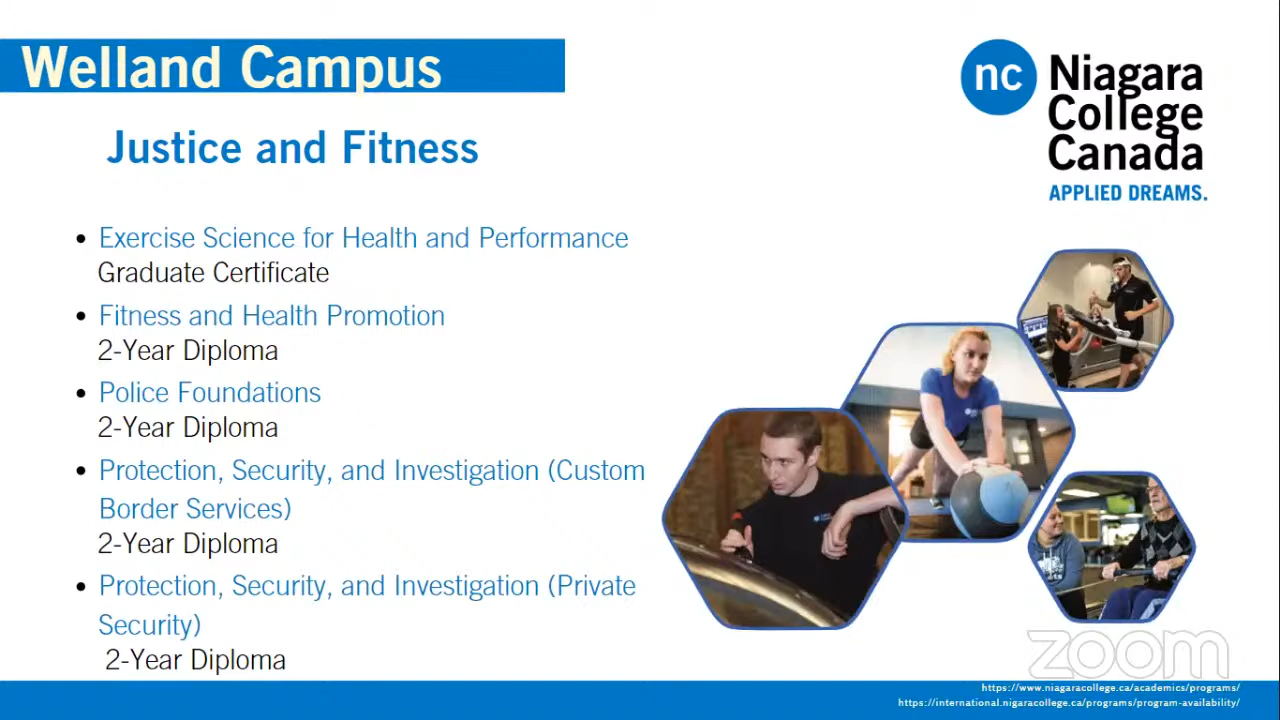 Welland Campus
nc
Niagara
College
Canada
APPLIED DREAMS.
Justice and Fitness
• Exercise Science for Health and Performance
Graduate Certificate
• Fitness and Health Promotion
2-Year Diploma
• Police Foundations
2-Year Diploma
• Protection, Security, and Investigation (Custom
Border Services)
2-Year Diploma
• Protection, Security, and Investigation (Private
Security)
2-Year Diploma
zoom
https://www.niagaracollege.ca/academics/programs/
https://international.nigaracollege.ca/programs/program-availability/